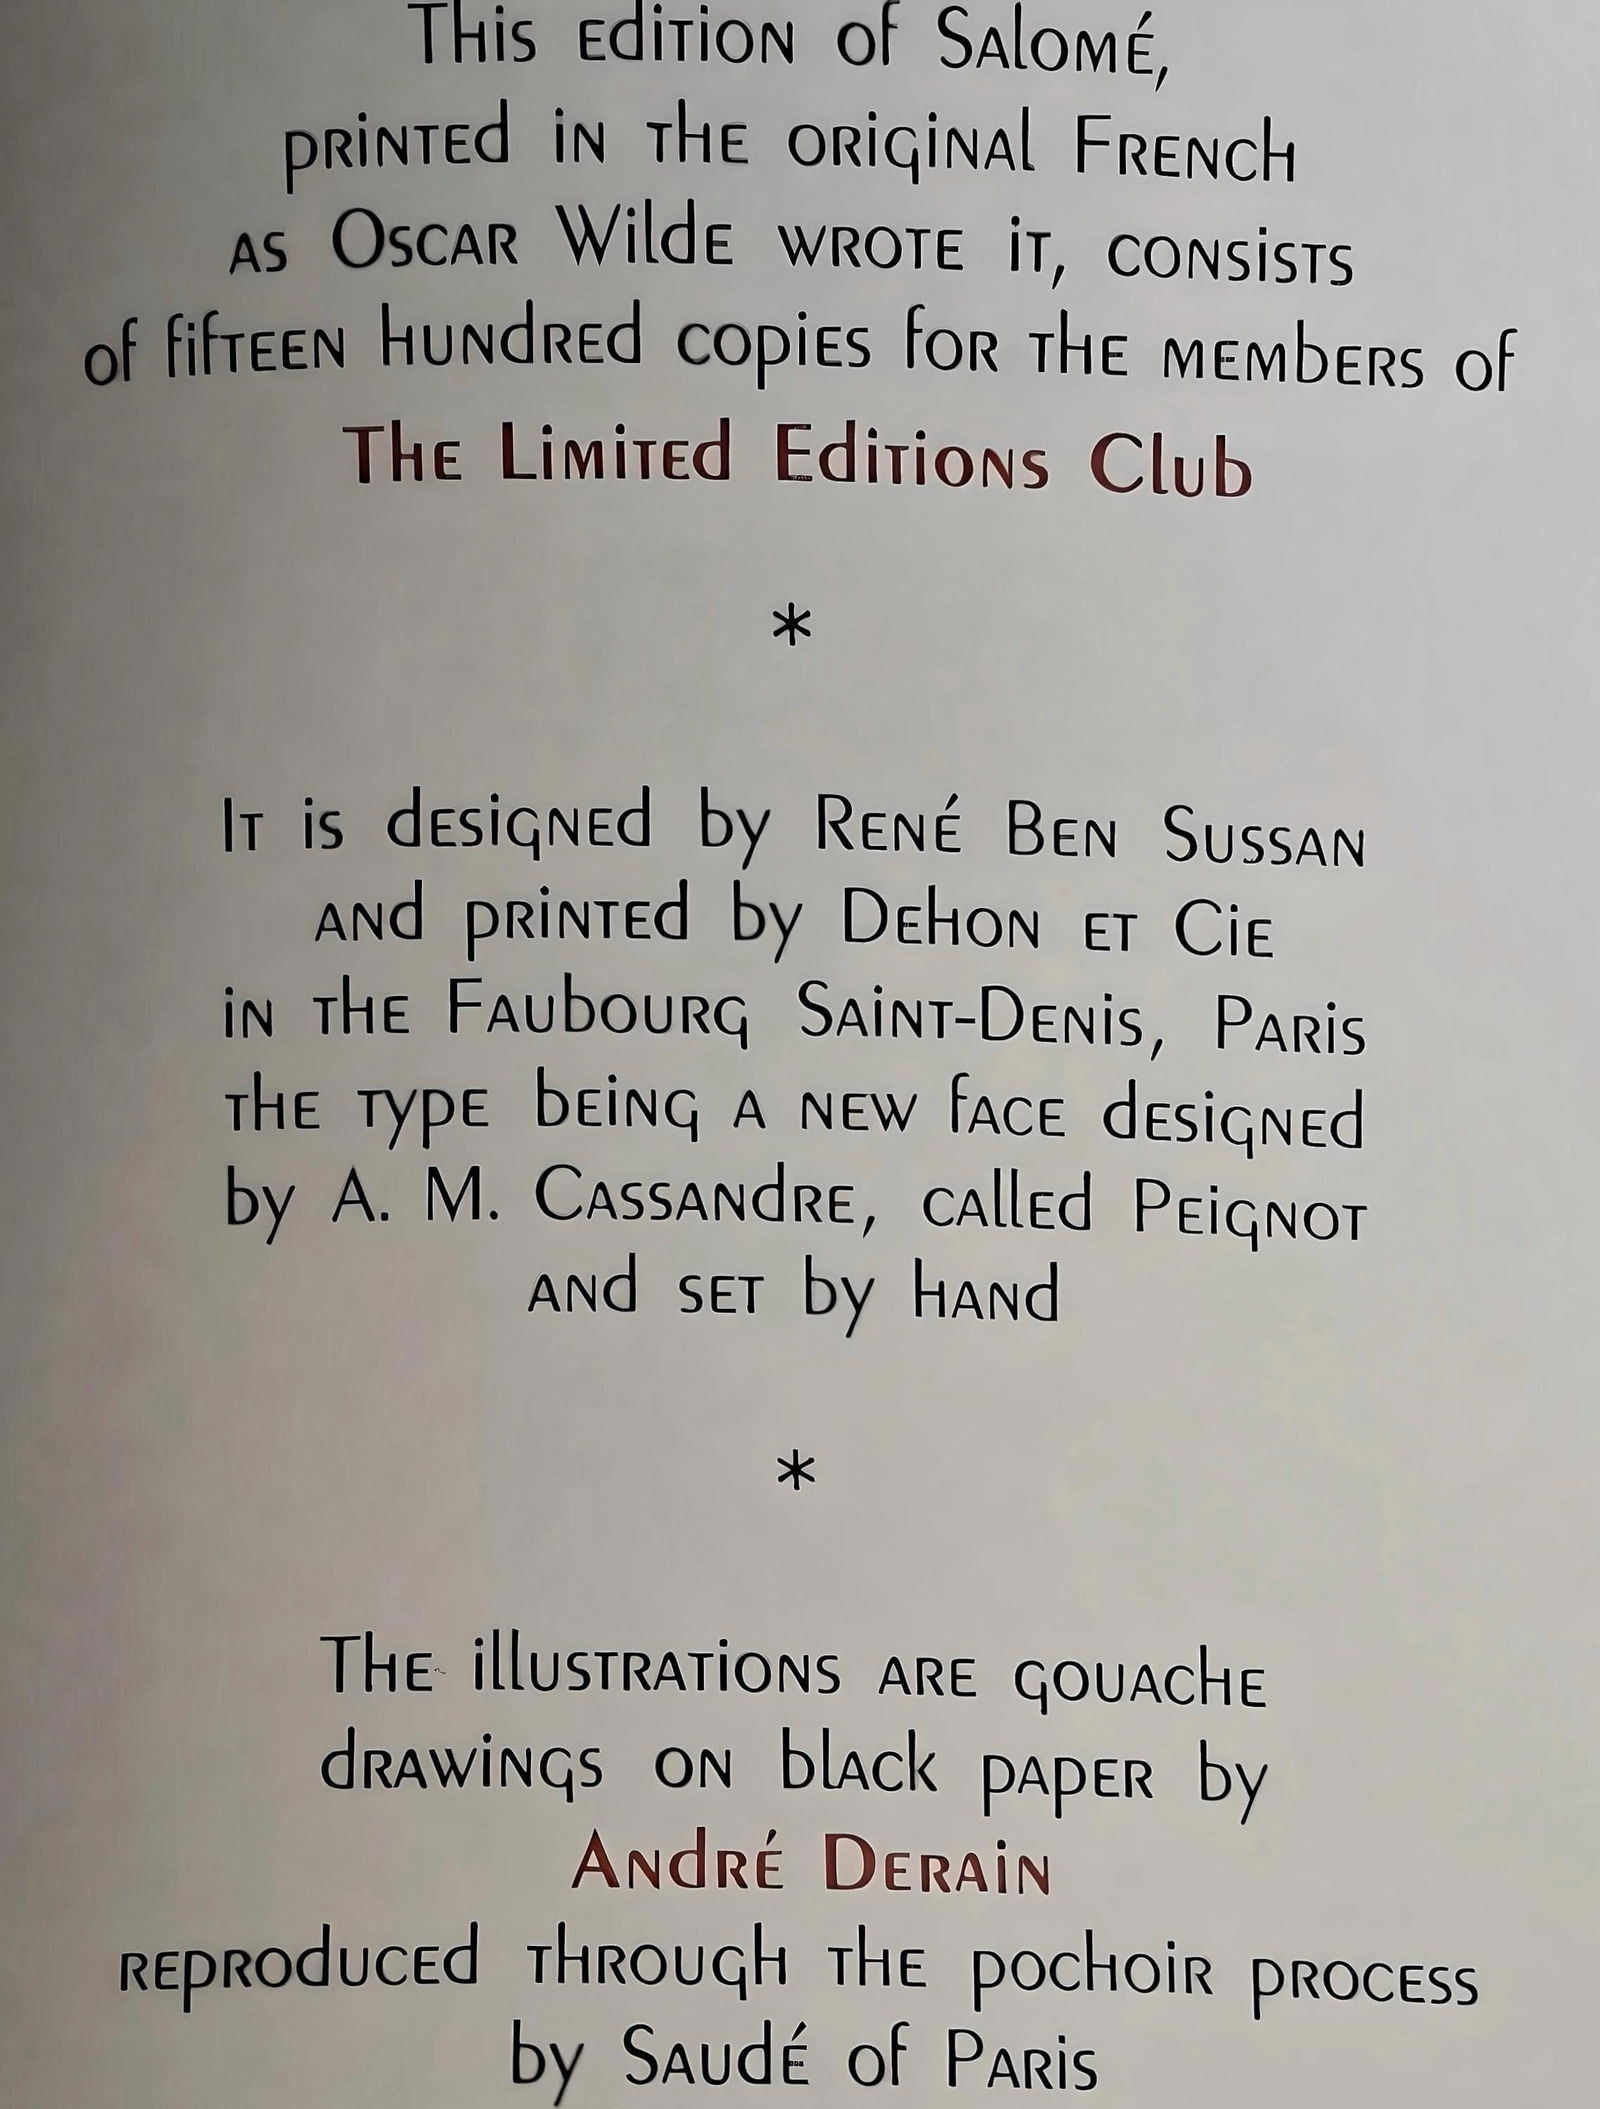 This edition of Salomé,
printed in the original French
as Oscar Wilde wrote it, consists
of fifteen hundred copies for the members of
The Limited Editions Club
*
It is designed by René Ben Sussan
and printed by Dehon et Cie
in the Faubourg Saint-Denis, Paris
the type being a new face designed
by A. M. Cassandre, called Peignot
and set by hand
*
The illustrations are gouache
drawings on black paper by
André Derain
reproduced through the pochoir process
by Saudé of Paris